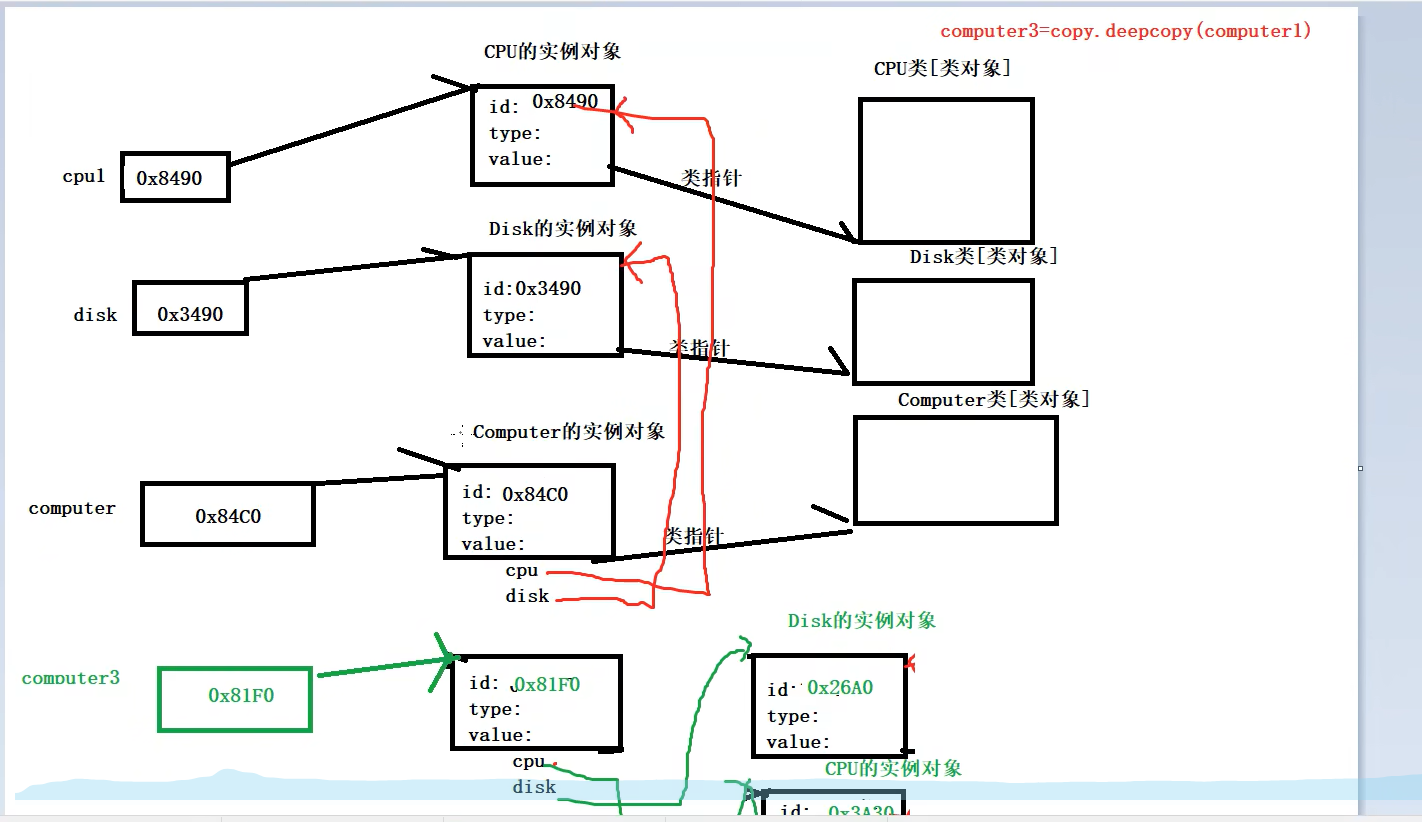 computer3=copy.deepcopy(computer1)
CPU的实例对象
CPU类[类对象]
id: 0x8490
type:
value:
cpu1
0x8490
类指针
Disk的实例对象
Disk类[类对象]
id:0x3490
type:
value:
disk
0x3490
类指针
Computer类[类对象]
Computer的实例对象
id: 0x84C0
type:
value:
computer
0x84C0
类指针
cpu
disk
Disk的实例对象
computer3
0x81F0
id: 0x81F0
type:
value:
id: 0x26A0
type:
value:
cpu
disk
CPU的实例对象
id: 0x3A30